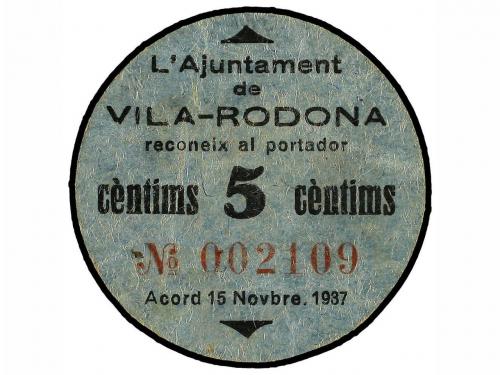 L'Ajuntament
de
VILA-RODONA
reconeix al portador
cèntims 5 cèntims
Nº 002109
Acord 15 Novbre. 1937